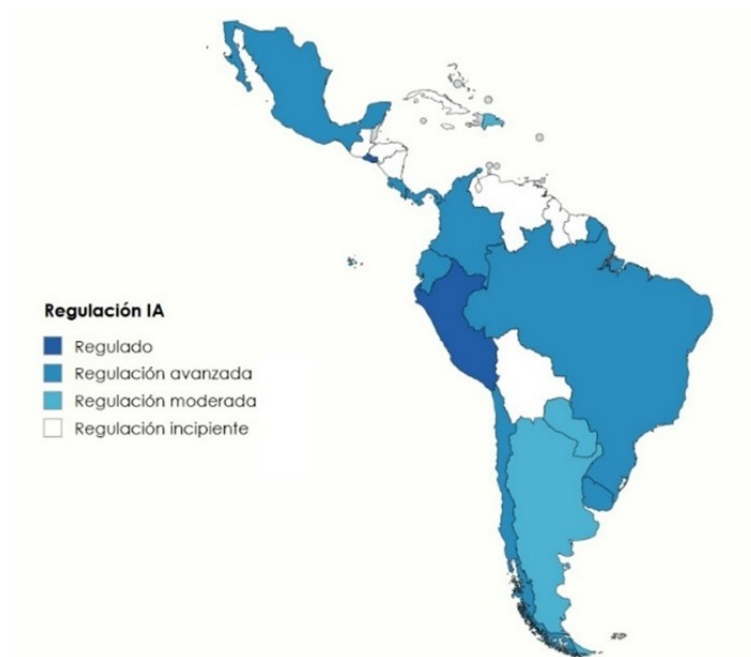 Regulación IA
Regulado
Regulación avanzada
Regulación moderada
Regulación incipiente